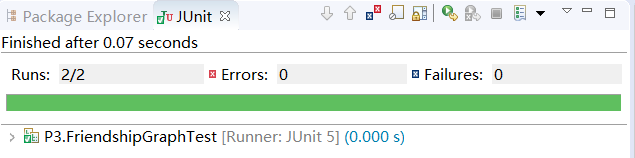 Package Explorer JUnit
Finished after 0.07 seconds
Runs: 2/2 Errors: 0 Failures: 0
P3.FriendshipGraphTest [Runner: JUnit 5] (0.000 s)